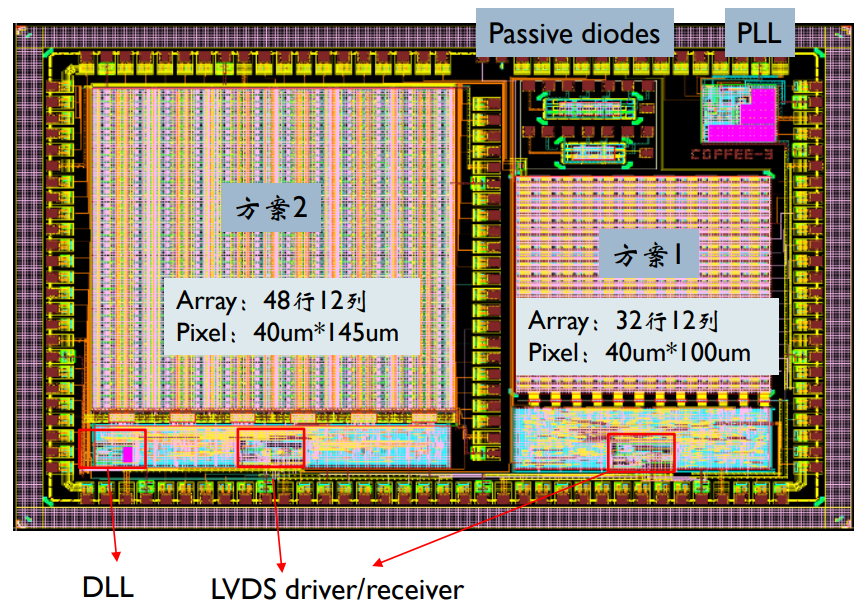 Passive diodes
PLL
COFFEE-3
方案2
Array：48行12列
Pixel：40um*145um
方案1
Array：32行12列
Pixel：40um*100um
DLL
LVDS driver/receiver